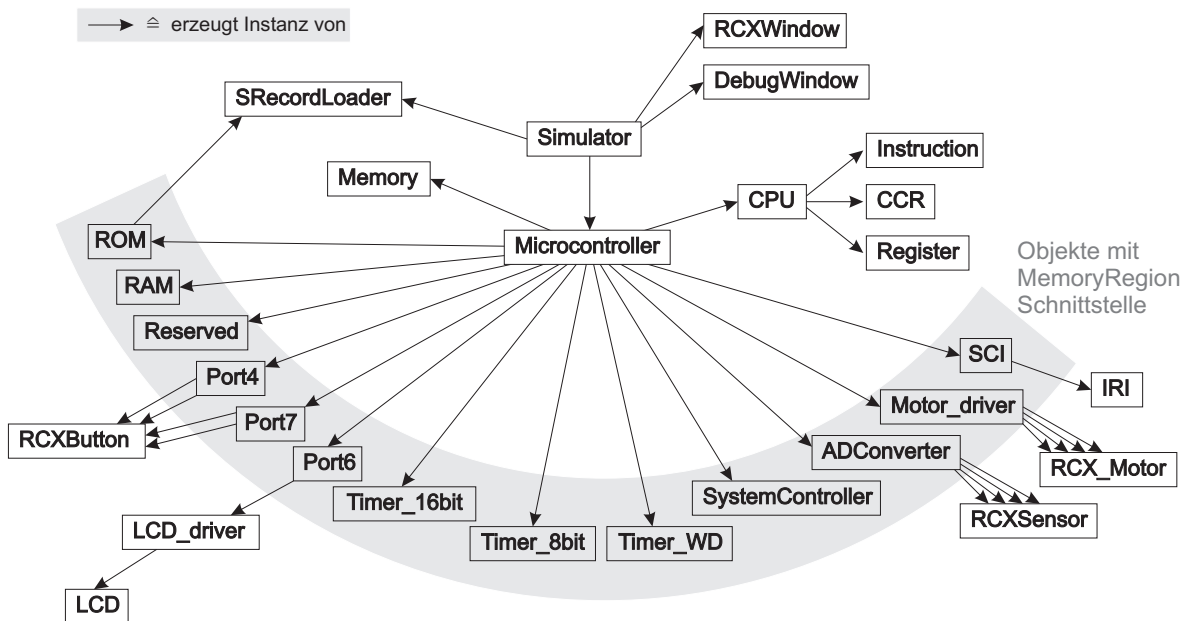 ≙ erzeugt Instanz von
RCXWindow
DebugWindow
SRecordLoader
Simulator
Instruction
Memory
CPU
CCR
ROM
Microcontroller
Register
Objekte mit
MemoryRegion
Schnittstelle
RAM
Reserved
SCI
Port4
IRI
Motor_driver
Port7
RCXButton
ADConverter
Port6
RCX_Motor
Timer_16bit
SystemController
RCXSensor
LCD_driver
Timer_8bit
Timer_WD
LCD